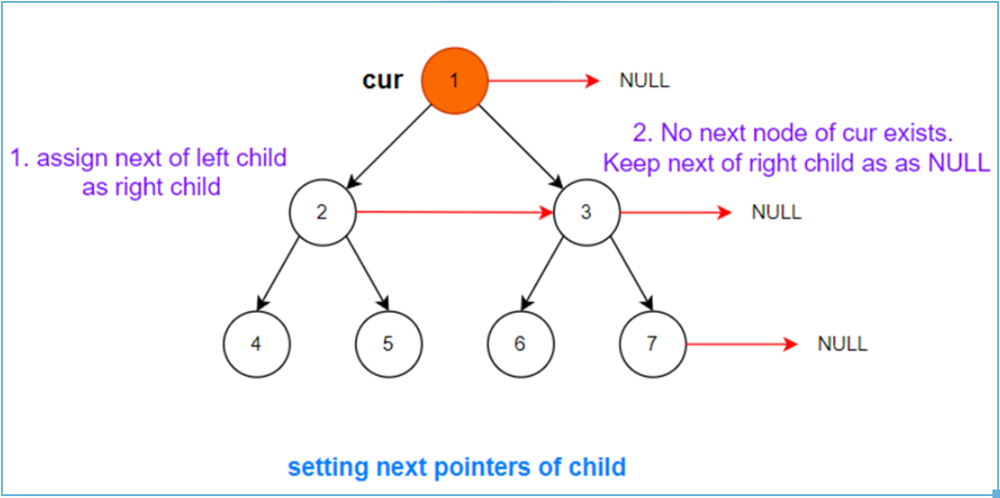 cur
1
NULL
1. assign next of left child
as right child
2. No next node of cur exists.
Keep next of right child as as NULL
2
3
NULL
4
5
6
7
NULL
setting next pointers of child